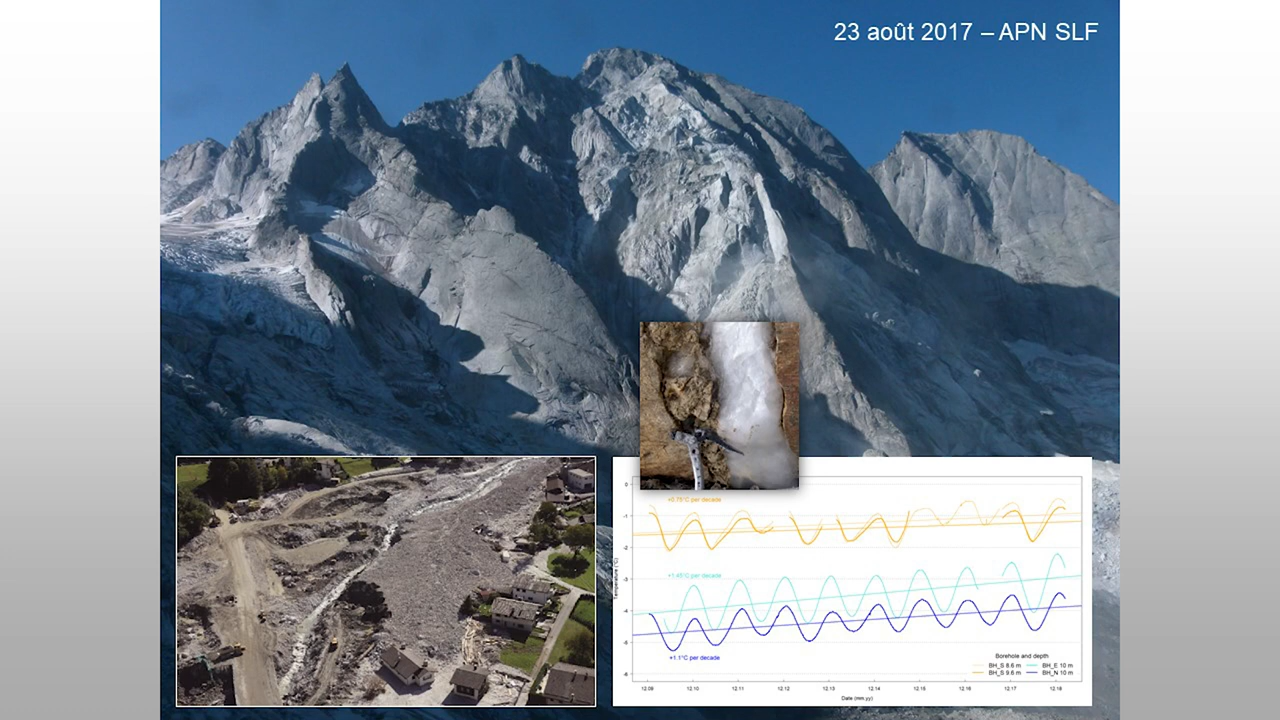 23 août 2017 – APN SLF
+0.75°C per decade
+1.45°C per decade
+1.1°C per decade
Temperature (°C)
0
-1
-2
-3
-4
-5
-6
Borehole and depth
BH_S 8.6 m
BH_E 10 m
BH_S 9.6 m
BH_N 10 m
12.09
12.10
12.11
12.12
12.13
12.14
12.15
12.16
12.17
12.18
Date (mm.yy)